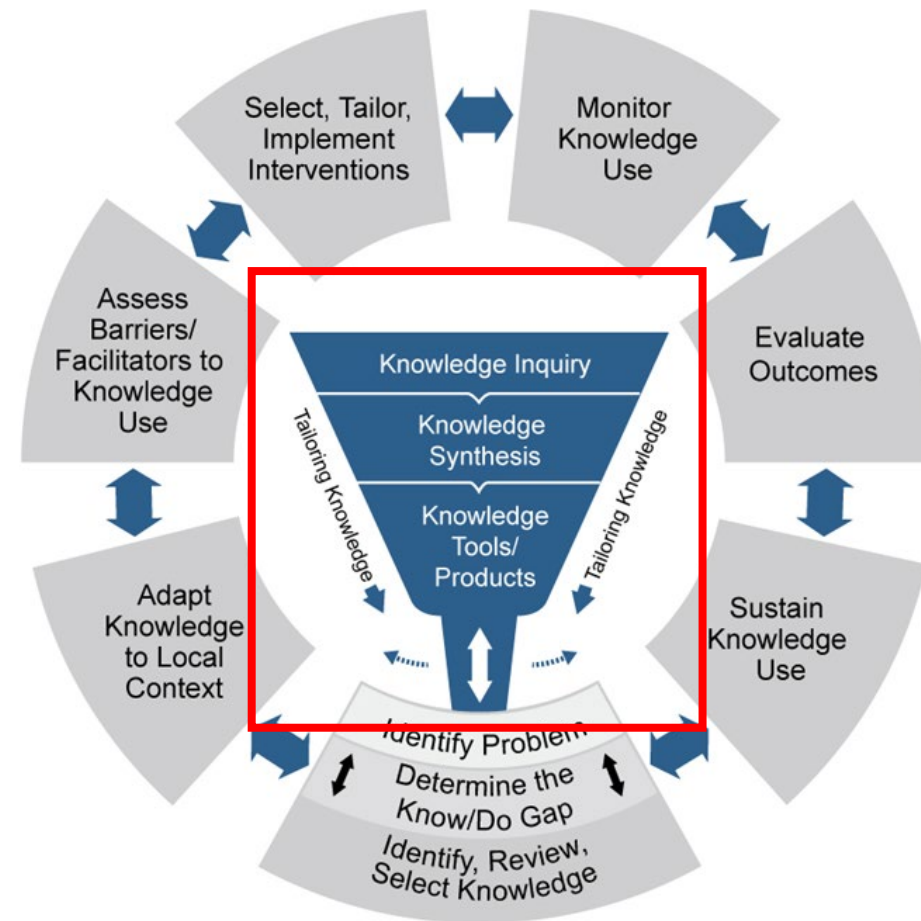 Select, Tailor,
Implement
Interventions
Monitor
Knowledge
Use
Assess
Barriers/
Facilitators to
Knowledge
Use
Evaluate
Outcomes
Knowledge Inquiry
Knowledge
Synthesis
Knowledge
Tools/
Products
Tailoring Knowledge
Tailoring Knowledge
Adapt
Knowledge
to Local
Context
Sustain
Knowledge
Use
Identify Problem
Determine the
Know/Do Gap
Identify, Review,
Select Knowledge